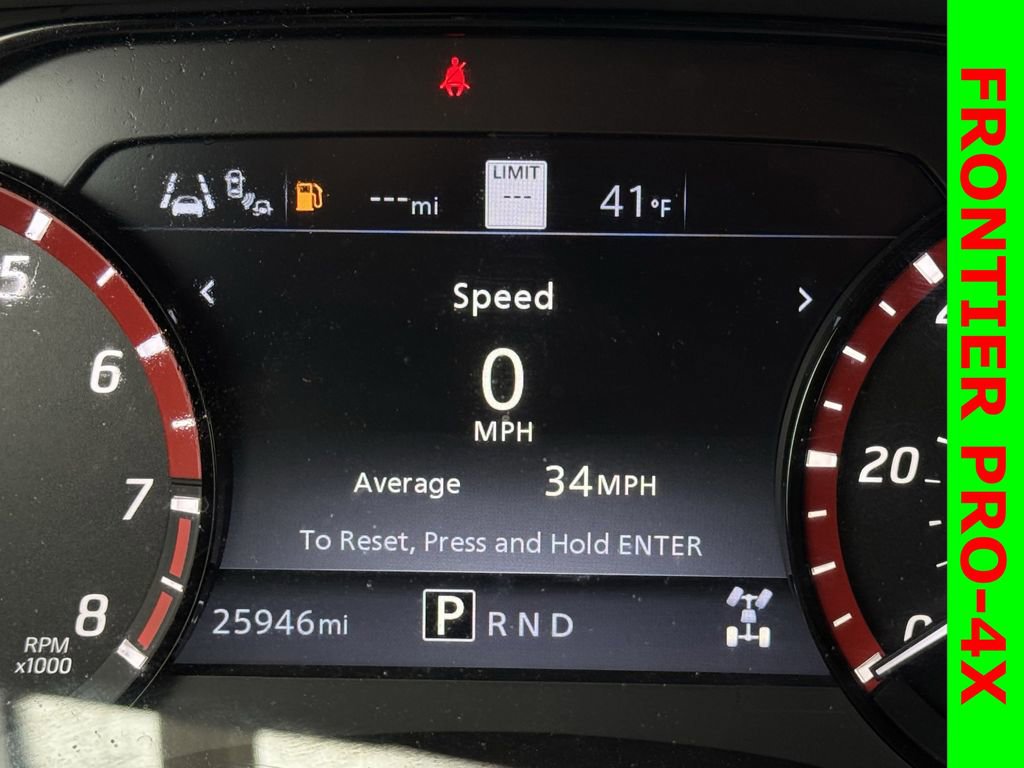 LIMIT
---
---mi
41°F
5
6
7
8
RPM
x1000
< Speed >
0
MPH
Average 34MPH
To Reset, Press and Hold ENTER
25946mi
P R N D
20
0
FRONTIER PRO-4X